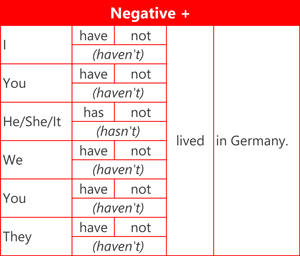 Negative +
I have not
(haven't)
You have not
(haven't)
He/She/It has not
(hasn't)
lived in Germany.
We have not
(haven't)
You have not
(haven't)
They have not
(haven't)